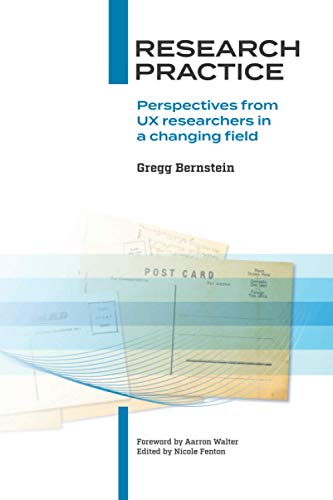 RESEARCH
PRACTICE
Perspectives from
UX researchers in
a changing field
Gregg Bernstein
POST CARD
Foreword by Aarron Walter
Edited by Nicole Fenton